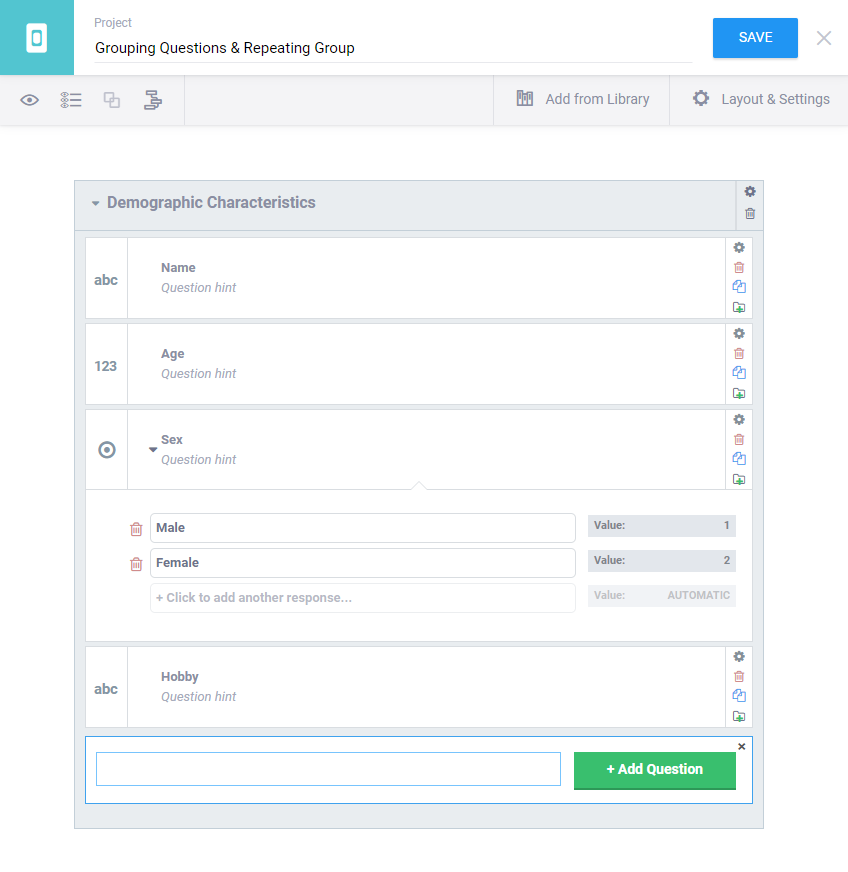 Project
Grouping Questions & Repeating Group
SAVE
Add from Library
Layout & Settings
Demographic Characteristics
abc
Name
Question hint
123
Age
Question hint
Sex
Question hint
Male
Value: 1
Female
Value: 2
+ Click to add another response...
Value: AUTOMATIC
abc
Hobby
Question hint
+ Add Question